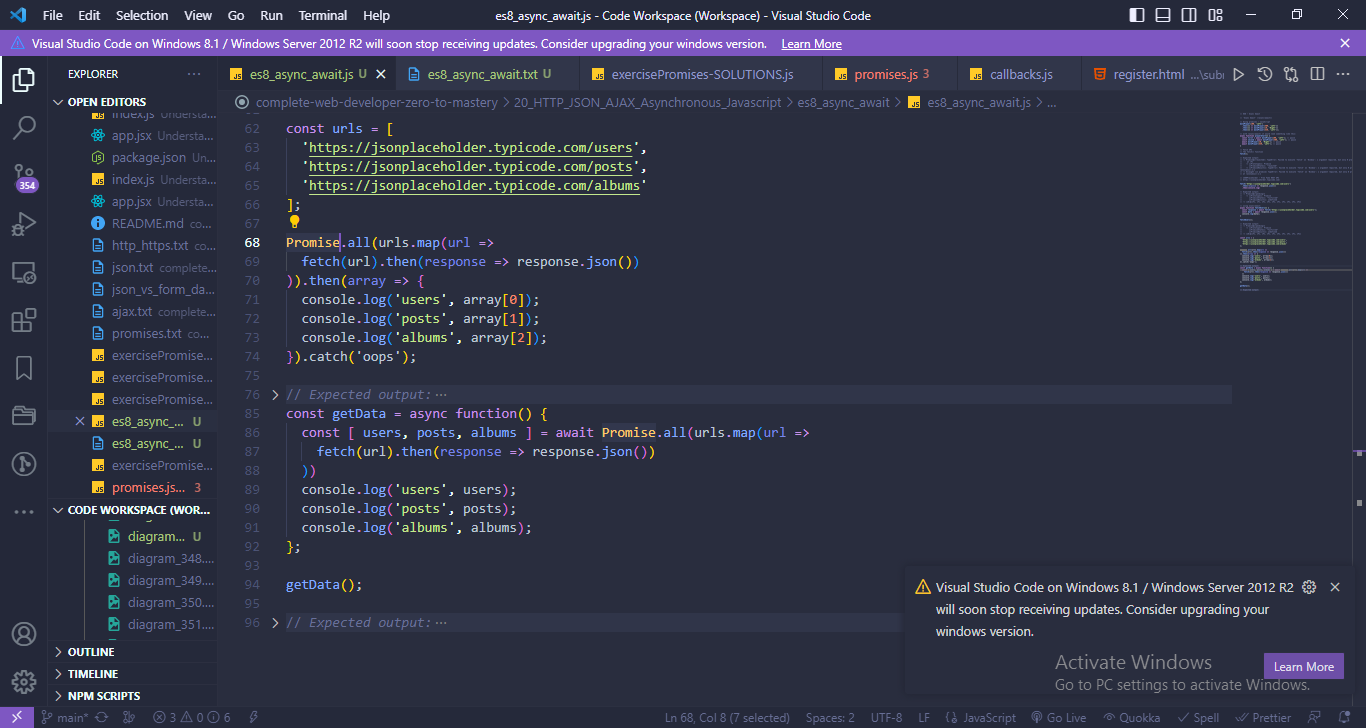 File Edit Selection View Go Run Terminal Help
es8_async_await.js - Code Workspace (Workspace) - Visual Studio Code
Visual Studio Code on Windows 8.1 / Windows Server 2012 R2 will soon stop receiving updates. Consider upgrading your windows version. Learn More
EXPLORER ···
es8_async_await.js U
es8_async_await.txt U
exercisePromises-SOLUTIONS.js
promises.js 3
callbacks.js
register.html ...\subm
OPEN EDITORS
index.js Understa...
app.jsx Understa...
package.json Un...
index.js Understa...
app.jsx Understa...
README.md co...
http_https.txt co...
json.txt complete...
json_vs_form_da...
ajax.txt complete...
promises.txt co...
exercisePromise...
exercisePromise...
exercisePromise...
es8_async_... U
es8_async_... U
exercisePromise...
promises.js... 3
CODE WORKSPACE (WOR...
diagram... U
diagram_348....
diagram_349....
diagram_350....
diagram_351....
OUTLINE
TIMELINE
NPM SCRIPTS
354
complete-web-developer-zero-to-mastery > 20_HTTP_JSON_AJAX_Asynchronous_Javascript > es8_async_await > es8_async_await.js > ...
62 const urls = [
63 'https://jsonplaceholder.typicode.com/users',
64 'https://jsonplaceholder.typicode.com/posts',
65 'https://jsonplaceholder.typicode.com/albums'
66 ];
67
68 Promise.all(urls.map(url =>
69 fetch(url).then(response => response.json())
70 )).then(array => {
71 console.log('users', array[0]);
72 console.log('posts', array[1]);
73 console.log('albums', array[2]);
74 }).catch('oops');
75
76 // Expected output: ···
85 const getData = async function() {
86 const [ users, posts, albums ] = await Promise.all(urls.map(url =>
87 fetch(url).then(response => response.json())
88 ))
89 console.log('users', users);
90 console.log('posts', posts);
91 console.log('albums', albums);
92 };
93
94 getData();
95
96 // Expected output: ···
Visual Studio Code on Windows 8.1 / Windows Server 2012 R2
will soon stop receiving updates. Consider upgrading your
windows version.
Learn More
Activate Windows
Go to PC settings to activate Windows.
main* 3 0 6
Ln 68, Col 8 (7 selected) Spaces: 2 UTF-8 LF {} JavaScript Go Live Quokka Spell Prettier